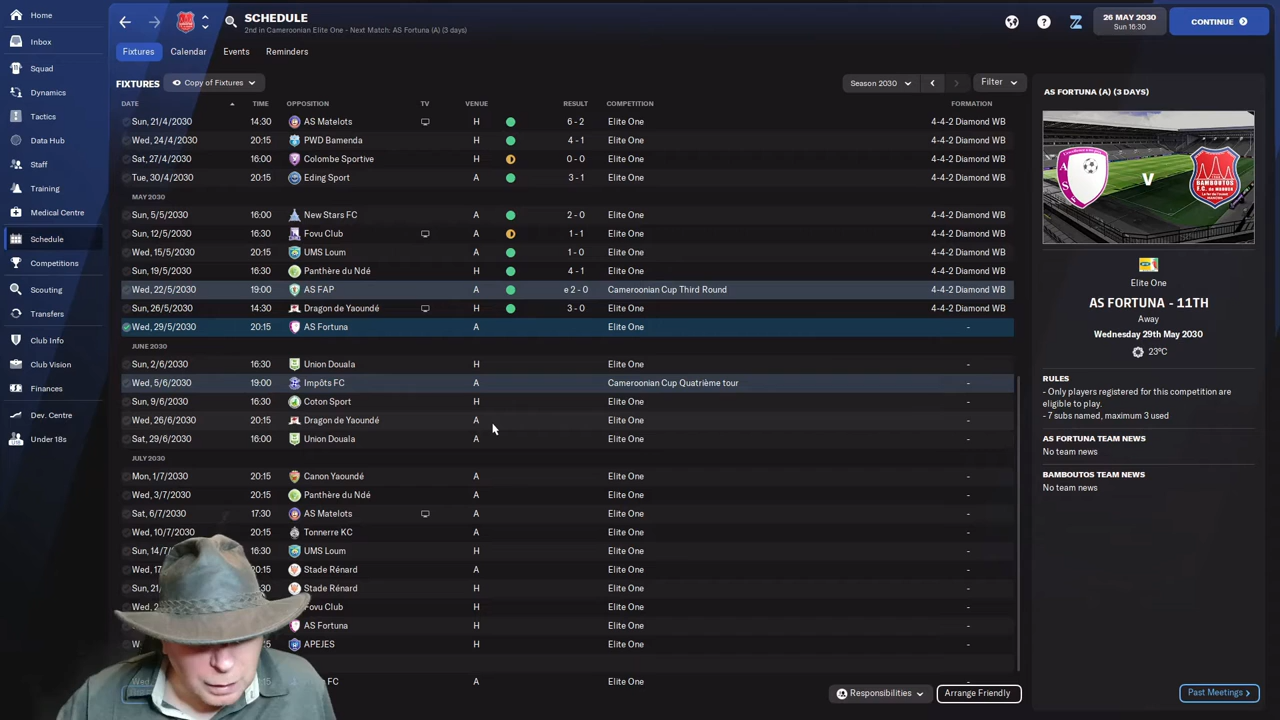 Home
SCHEDULE
2nd in Cameroonian Elite One - Next Match: AS Fortuna (A) (3 days)
26 MAY 2030
Sun 16:30
CONTINUE
Inbox
Squad
Dynamics
Tactics
Data Hub
Staff
Training
Medical Centre
Schedule
Competitions
Scouting
Transfers
Club Info
Club Vision
Finances
Dev. Centre
Under 18s
Fixtures Calendar Events Reminders
FIXTURES Copy of Fixtures Season 2030 Filter
DATE TIME OPPOSITION TV VENUE RESULT COMPETITION FORMATION
Sun, 21/4/2030 14:30 AS Matelots H 6 - 2 Elite One 4-4-2 Diamond WB
Wed, 24/4/2030 20:15 PWD Bamenda H 4 - 1 Elite One 4-4-2 Diamond WB
Sat, 27/4/2030 16:00 Colombe Sportive H 0 - 0 Elite One 4-4-2 Diamond WB
Tue, 30/4/2030 20:15 Eding Sport A 3 - 1 Elite One 4-4-2 Diamond WB
MAY 2030
Sun, 5/5/2030 16:00 New Stars FC A 2 - 0 Elite One 4-4-2 Diamond WB
Sun, 12/5/2030 16:30 Fovu Club A 1 - 1 Elite One 4-4-2 Diamond WB
Wed, 15/5/2030 20:15 UMS Loum A 1 - 0 Elite One 4-4-2 Diamond WB
Sun, 19/5/2030 16:30 Panthère du Ndé H 4 - 1 Elite One 4-4-2 Diamond WB
Wed, 22/5/2030 19:00 AS FAP A e 2 - 0 Cameroonian Cup Third Round 4-4-2 Diamond WB
Sun, 26/5/2030 14:30 Dragon de Yaoundé H 3 - 0 Elite One 4-4-2 Diamond WB
Wed, 29/5/2030 20:15 AS Fortuna A Elite One -
JUNE 2030
Sun, 2/6/2030 16:30 Union Douala H Elite One -
Wed, 5/6/2030 19:00 Impôts FC A Cameroonian Cup Quatrième tour -
Sun, 9/6/2030 16:30 Coton Sport H Elite One -
Wed, 26/6/2030 20:15 Dragon de Yaoundé A Elite One -
Sat, 29/6/2030 16:00 Union Douala A Elite One -
JULY 2030
Mon, 1/7/2030 20:15 Canon Yaoundé A Elite One -
Wed, 3/7/2030 20:15 Panthère du Ndé A Elite One -
Sat, 6/7/2030 17:30 AS Matelots A Elite One -
Wed, 10/7/2030 20:15 Tonnerre KC A Elite One -
Sun, 14/7 16:30 UMS Loum H Elite One -
Wed, 17 20:15 Stade Rénard A Elite One -
Sun, 21 Stade Rénard H Elite One -
Wed, 2 Fovu Club H Elite One -
AS Fortuna H Elite One -
APEJES H Elite One -
FC A Elite One -
Responsibilities
Arrange Friendly
AS FORTUNA (A) (3 DAYS)
V
BAMBOUTOS
Elite One
AS FORTUNA - 11TH
Away
Wednesday 29th May 2030
23°C
RULES
- Only players registered for this competition are
eligible to play.
- 7 subs named, maximum 3 used
AS FORTUNA TEAM NEWS
No team news
BAMBOUTOS TEAM NEWS
No team news
Past Meetings